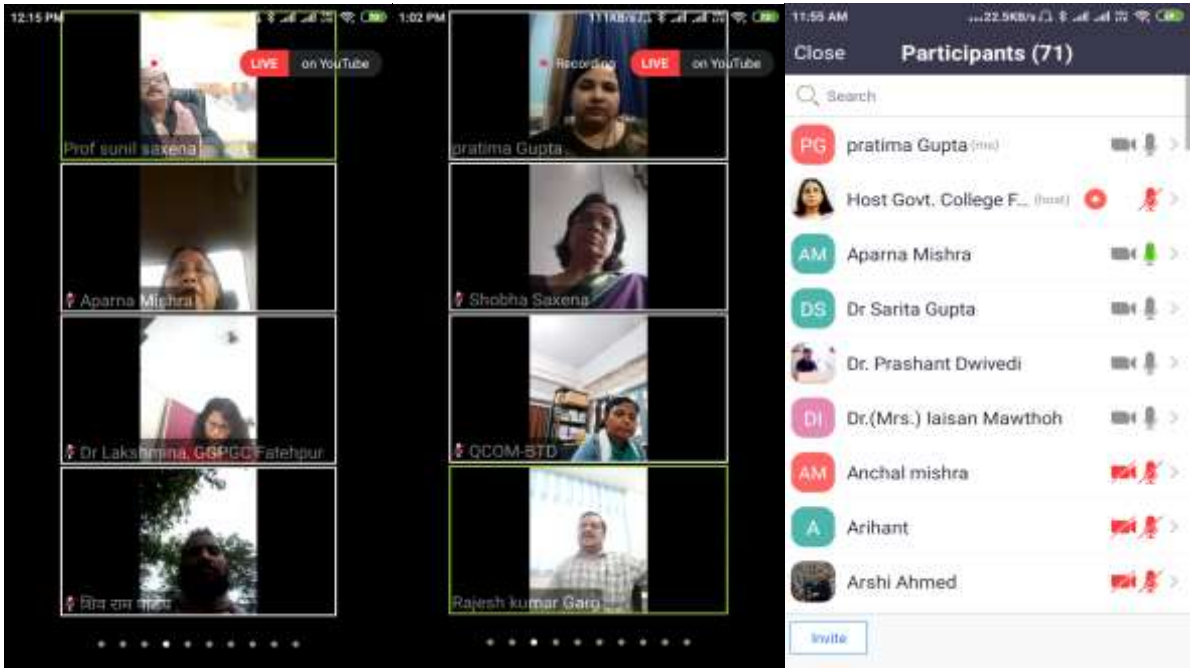 12:15 PM
LIVE on YouTube
Prof sunil saxena
Aparna Mishra
Dr Lakshmina, GGPGC Fatehpur
शिव राम
1:02 PM
Recording LIVE on YouTube
pratima Gupta
Shobha Saxena
QCOM-BTD
Rajesh kumar Garg
11:55 AM ...22.5KB/s
Close Participants (71)
Search
PG pratima Gupta (me)
Host Govt. College F... (host)
AM Aparna Mishra
DS Dr Sarita Gupta
Dr. Prashant Dwivedi
DI Dr.(Mrs.) Iaisan Mawthoh
AM Anchal mishra
A Arihant
Arshi Ahmed
Invite